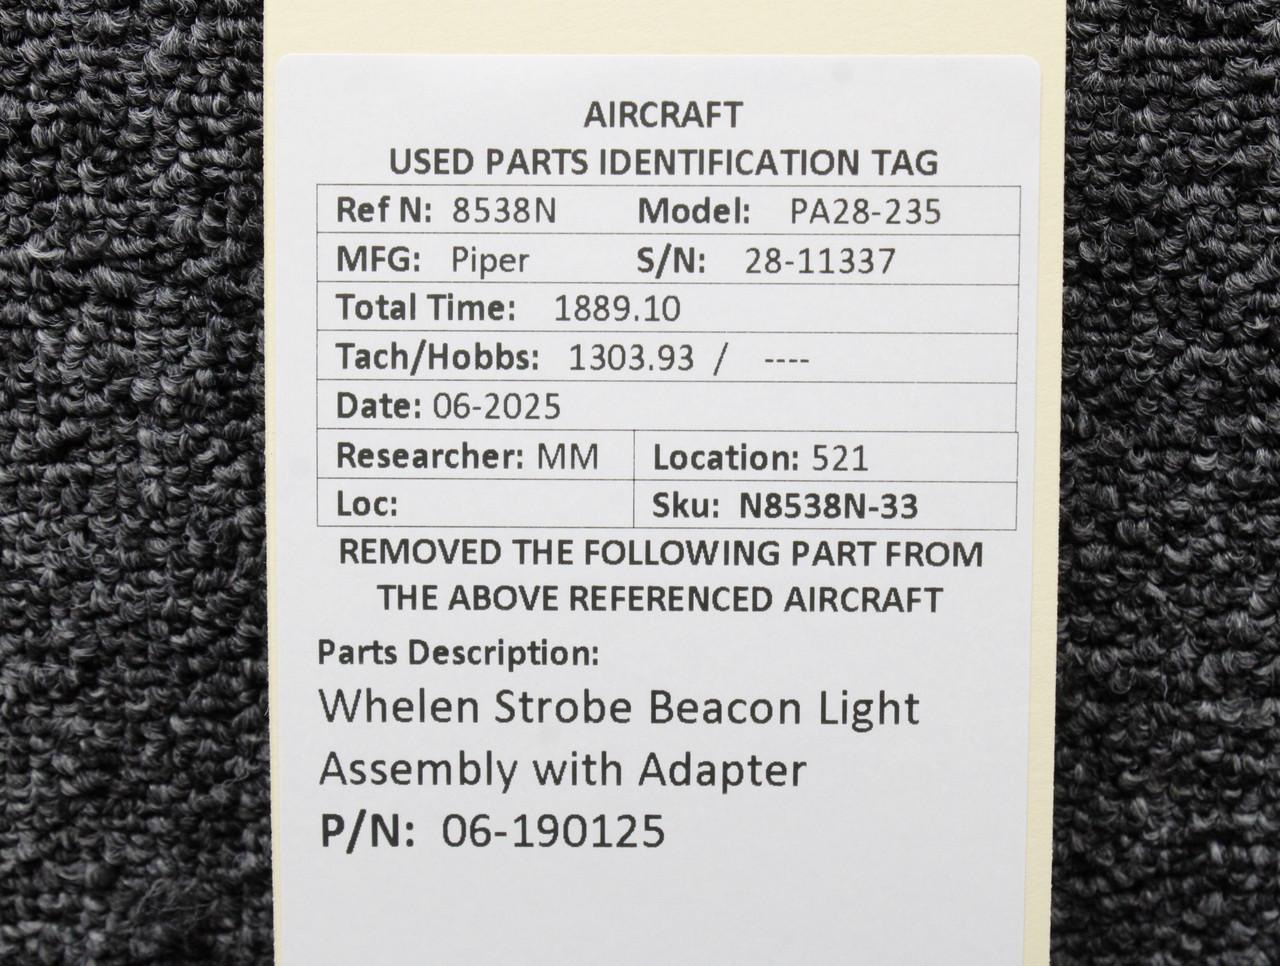 AIRCRAFT
USED PARTS IDENTIFICATION TAG
Ref N: 8538N Model: PA28-235
MFG: Piper S/N: 28-11337
Total Time: 1889.10
Tach/Hobbs: 1303.93 / ----
Date: 06-2025
Researcher: MM Location: 521
Loc: Sku: N8538N-33
REMOVED THE FOLLOWING PART FROM
THE ABOVE REFERENCED AIRCRAFT
Parts Description:
Whelen Strobe Beacon Light
Assembly with Adapter
P/N: 06-190125